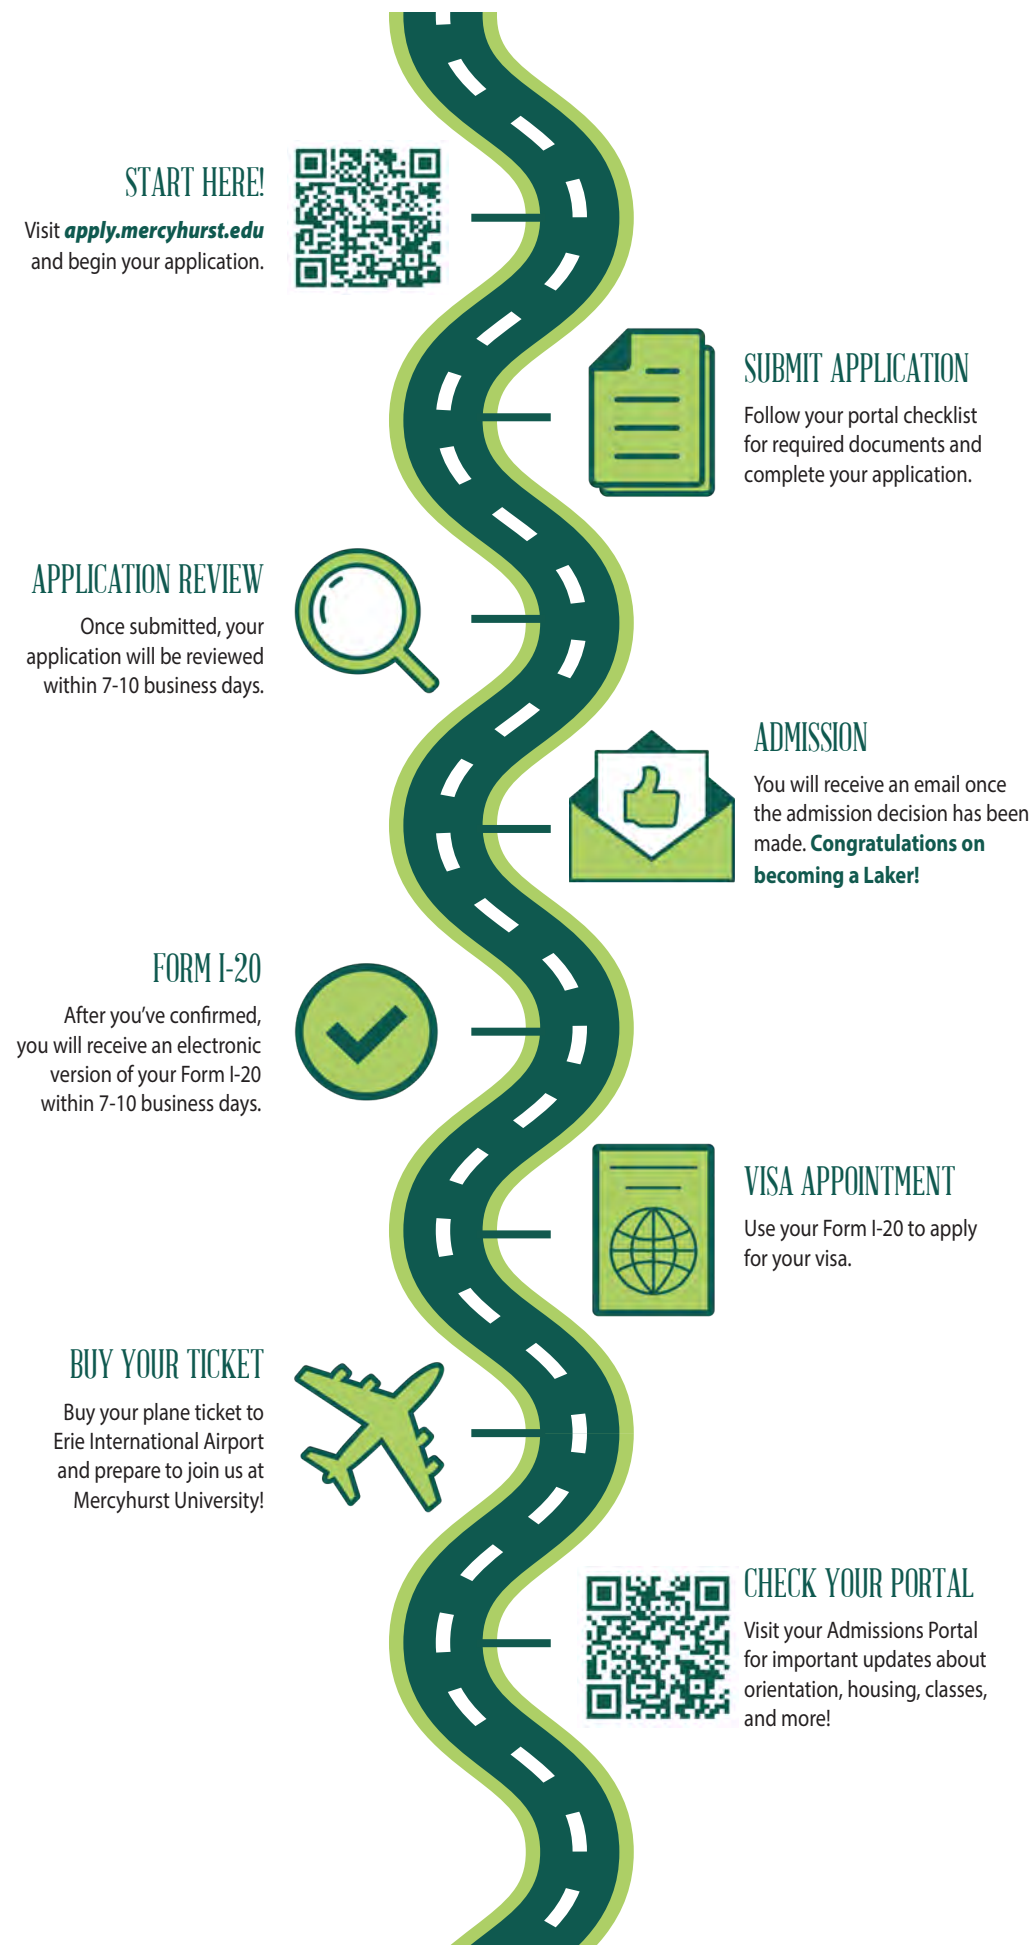 START HERE!
Visit apply.mercyhurst.edu
and begin your application.
SUBMIT APPLICATION
Follow your portal checklist
for required documents and
complete your application.
APPLICATION REVIEW
Once submitted, your
application will be reviewed
within 7-10 business days.
ADMISSION
You will receive an email once
the admission decision has been
made. Congratulations on
becoming a Laker!
FORM I-20
After you’ve confirmed,
you will receive an electronic
version of your Form I-20
within 7-10 business days.
VISA APPOINTMENT
Use your Form I-20 to apply
for your visa.
BUY YOUR TICKET
Buy your plane ticket to
Erie International Airport
and prepare to join us at
Mercyhurst University!
CHECK YOUR PORTAL
Visit your Admissions Portal
for important updates about
orientation, housing, classes,
and more!